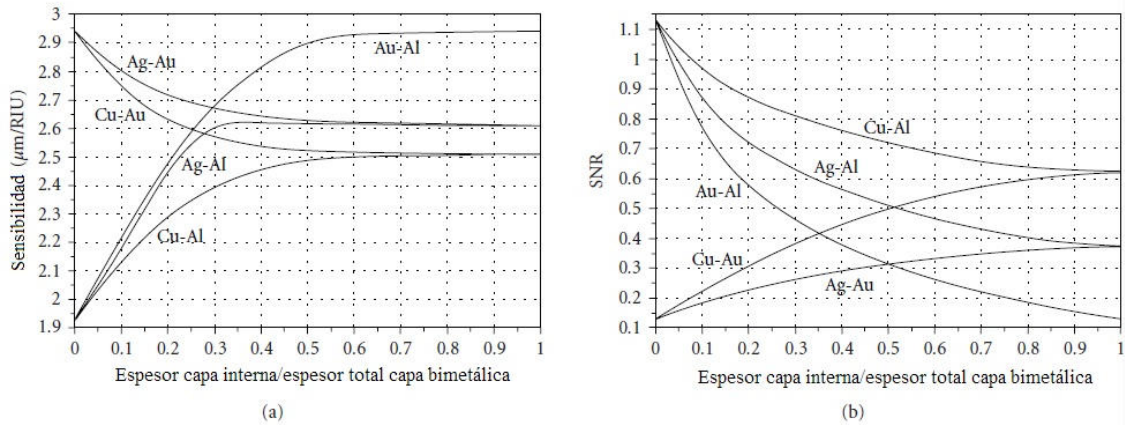 2.9
2.8
2.7
2.6
2.5
2.4
2.3
2.2
2.1
2
1.9
Sensibilidad (µm/RIU)
Au-Al
Ag-Au
Cu-Au
Ag-Al
Cu-Al
0 0.1 0.2 0.3 0.4 0.5 0.6 0.7 0.8 0.9 1
Espesor capa interna/espesor total capa bimetálica
(a)
1.1
1
0.9
0.8
0.7
0.6
0.5
0.4
0.3
0.2
0.1
SNR
Cu-Al
Ag-Al
Au-Al
Cu-Au
Ag-Au
0 0.1 0.2 0.3 0.4 0.5 0.6 0.7 0.8 0.9 1
Espesor capa interna/espesor total capa bimetálica
(b)